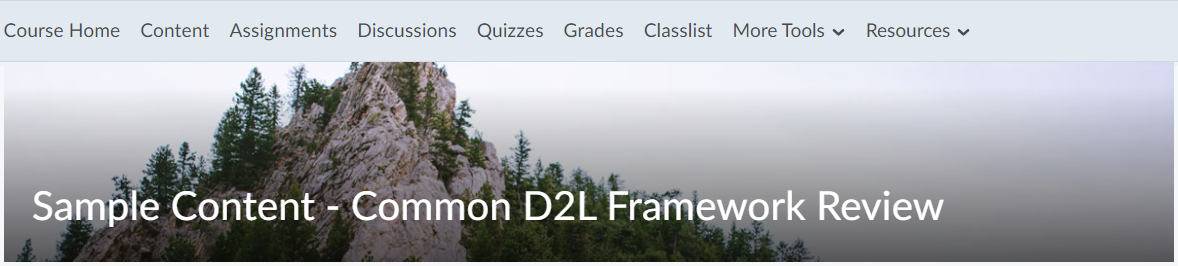 Course Home Content Assignments Discussions Quizzes Grades Classlist More Tools Resources
Sample Content - Common D2L Framework Review